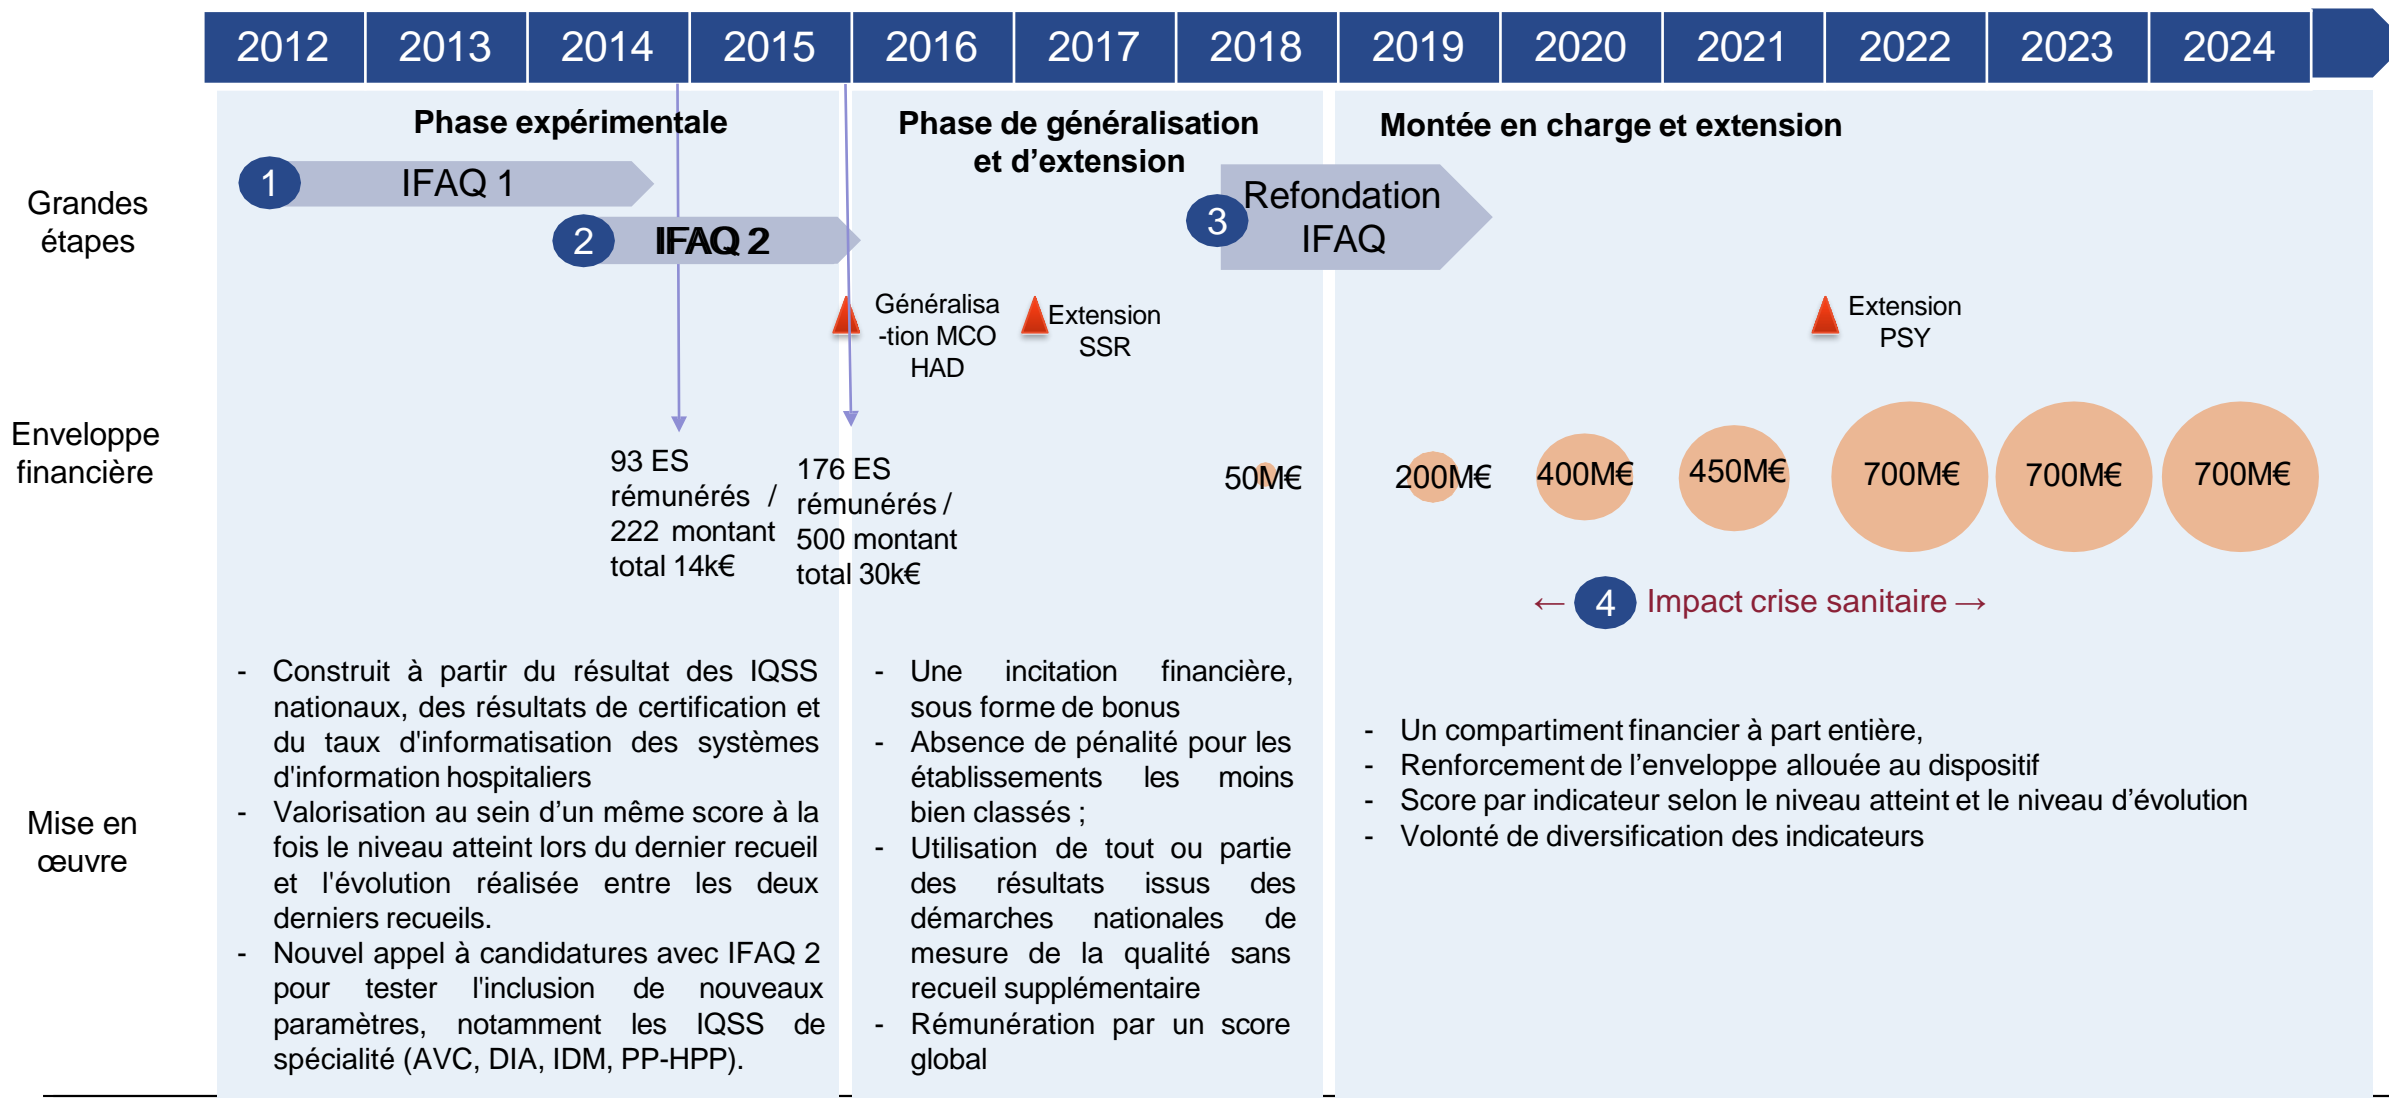 2012 2013 2014 2015 2016 2017 2018 2019 2020 2021 2022 2023 2024
Grandes
étapes
Phase expérimentale
1
IFAQ 1
2
IFAQ 2
Phase de généralisation
et d’extension
Montée en charge et extension
3
Refondation
IFAQ
Généralisa
-tion MCO
HAD
Extension
SSR
Extension
PSY
Enveloppe
financière
93 ES
rémunérés /
222 montant
total 14k€
176 ES
rémunérés /
500 montant
total 30k€
50M€
200M€
400M€
450M€
700M€
700M€
700M€
← 4 Impact crise sanitaire →
Mise en
œuvre
- Construit à partir du résultat des IQSS
nationaux, des résultats de certification et
du taux d'informatisation des systèmes
d'information hospitaliers
- Valorisation au sein d’un même score à la
fois le niveau atteint lors du dernier recueil
et l'évolution réalisée entre les deux
derniers recueils.
- Nouvel appel à candidatures avec IFAQ 2
pour tester l'inclusion de nouveaux
paramètres, notamment les IQSS de
spécialité (AVC, DIA, IDM, PP-HPP).
- Une incitation financière,
sous forme de bonus
- Absence de pénalité pour les
établissements les moins
bien classés ;
- Utilisation de tout ou partie
des résultats issus des
démarches nationales de
mesure de la qualité sans
recueil supplémentaire
- Rémunération par un score
global
- Un compartiment financier à part entière,
- Renforcement de l’enveloppe allouée au dispositif
- Score par indicateur selon le niveau atteint et le niveau d’évolution
- Volonté de diversification des indicateurs